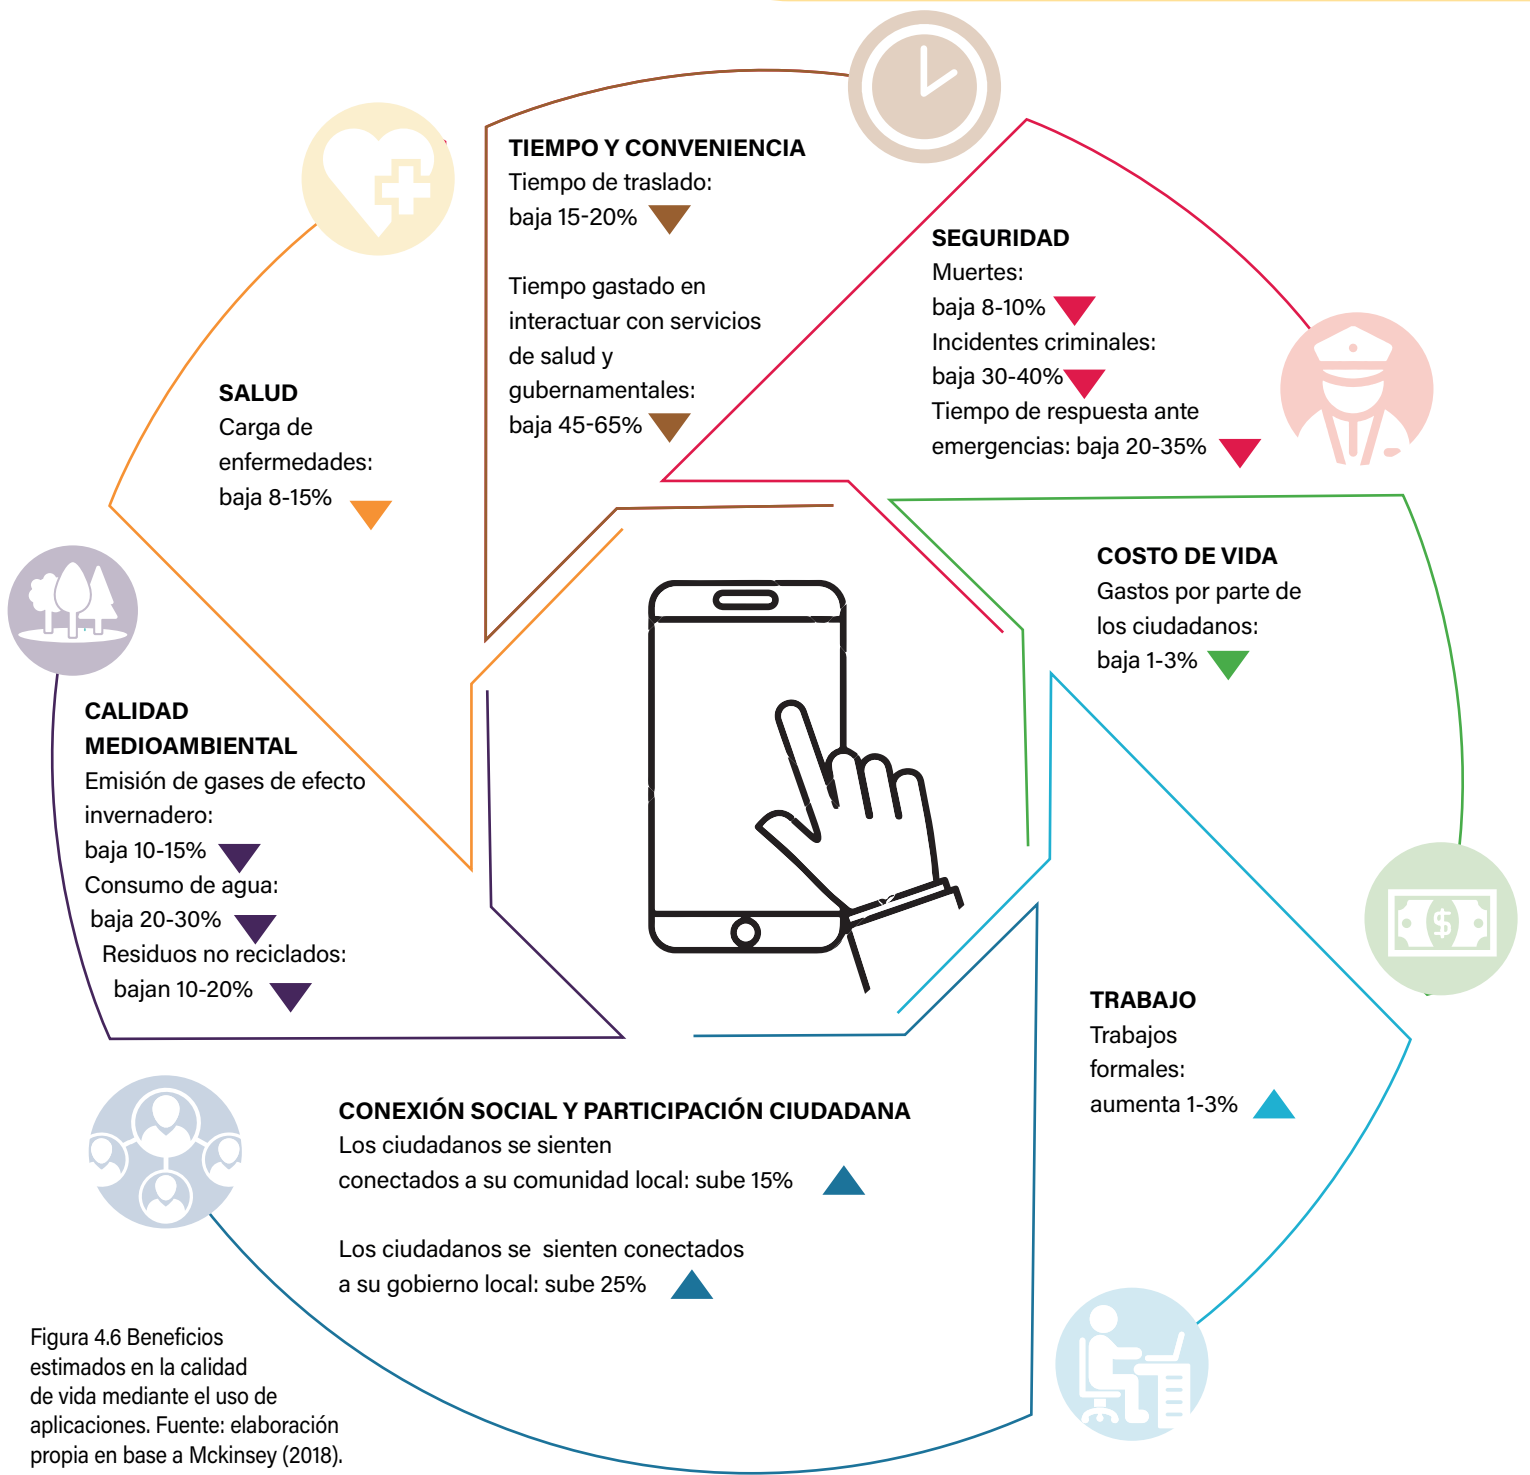 TIEMPO Y CONVENIENCIA
Tiempo de traslado:
baja 15-20%
Tiempo gastado en
interactuar con servicios
de salud y
gubernamentales:
baja 45-65%
SEGURIDAD
Muertes:
baja 8-10%
Incidentes criminales:
baja 30-40%
Tiempo de respuesta ante
emergencias: baja 20-35%
SALUD
Carga de
enfermedades:
baja 8-15%
COSTO DE VIDA
Gastos por parte de
los ciudadanos:
baja 1-3%
$
CALIDAD
MEDIOAMBIENTAL
Emisión de gases de efecto
invernadero:
baja 10-15%
Consumo de agua:
baja 20-30%
Residuos no reciclados:
bajan 10-20%
TRABAJO
Trabajos
formales:
aumenta 1-3%
CONEXIÓN SOCIAL Y PARTICIPACIÓN CIUDADANA
Los ciudadanos se sienten
conectados a su comunidad local: sube 15%
Los ciudadanos se sienten conectados
a su gobierno local: sube 25%
Figura 4.6 Beneficios
estimados en la calidad
de vida mediante el uso de
aplicaciones. Fuente: elaboración
propia en base a Mckinsey (2018).